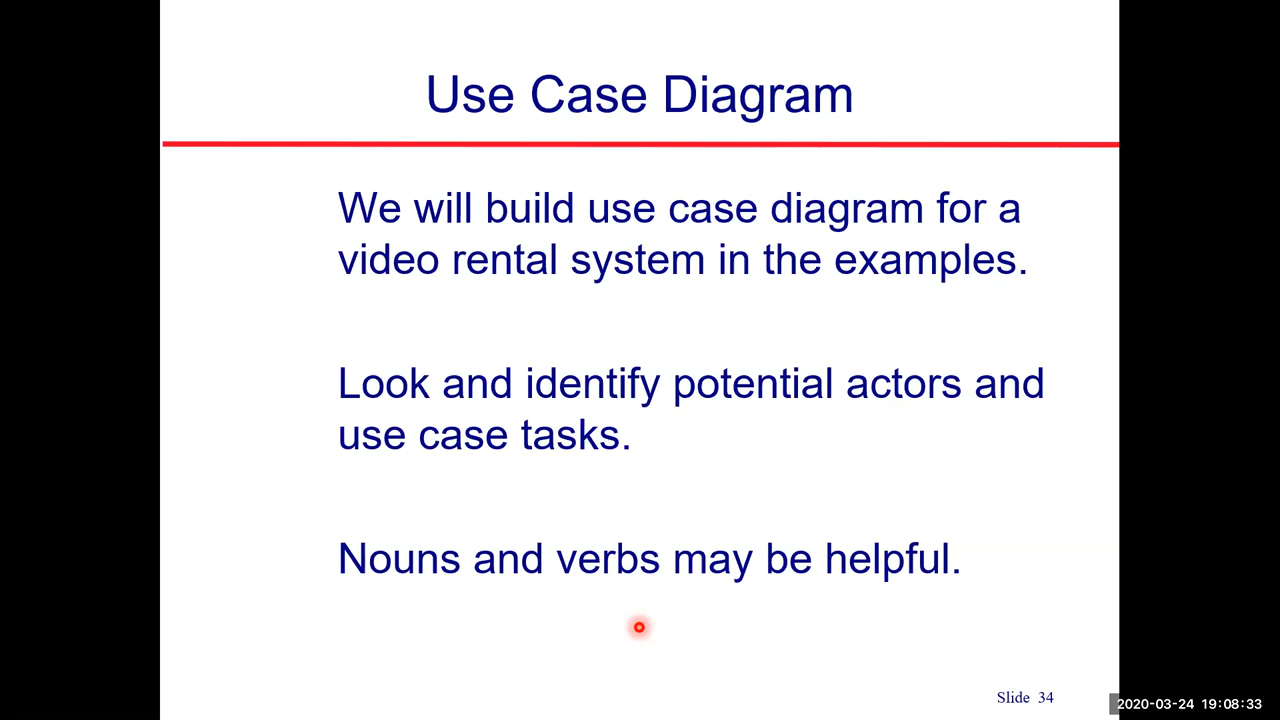 Use Case Diagram
We will build use case diagram for a
video rental system in the examples.
Look and identify potential actors and
use case tasks.
Nouns and verbs may be helpful.
Slide 34
2020-03-24 19:08:33